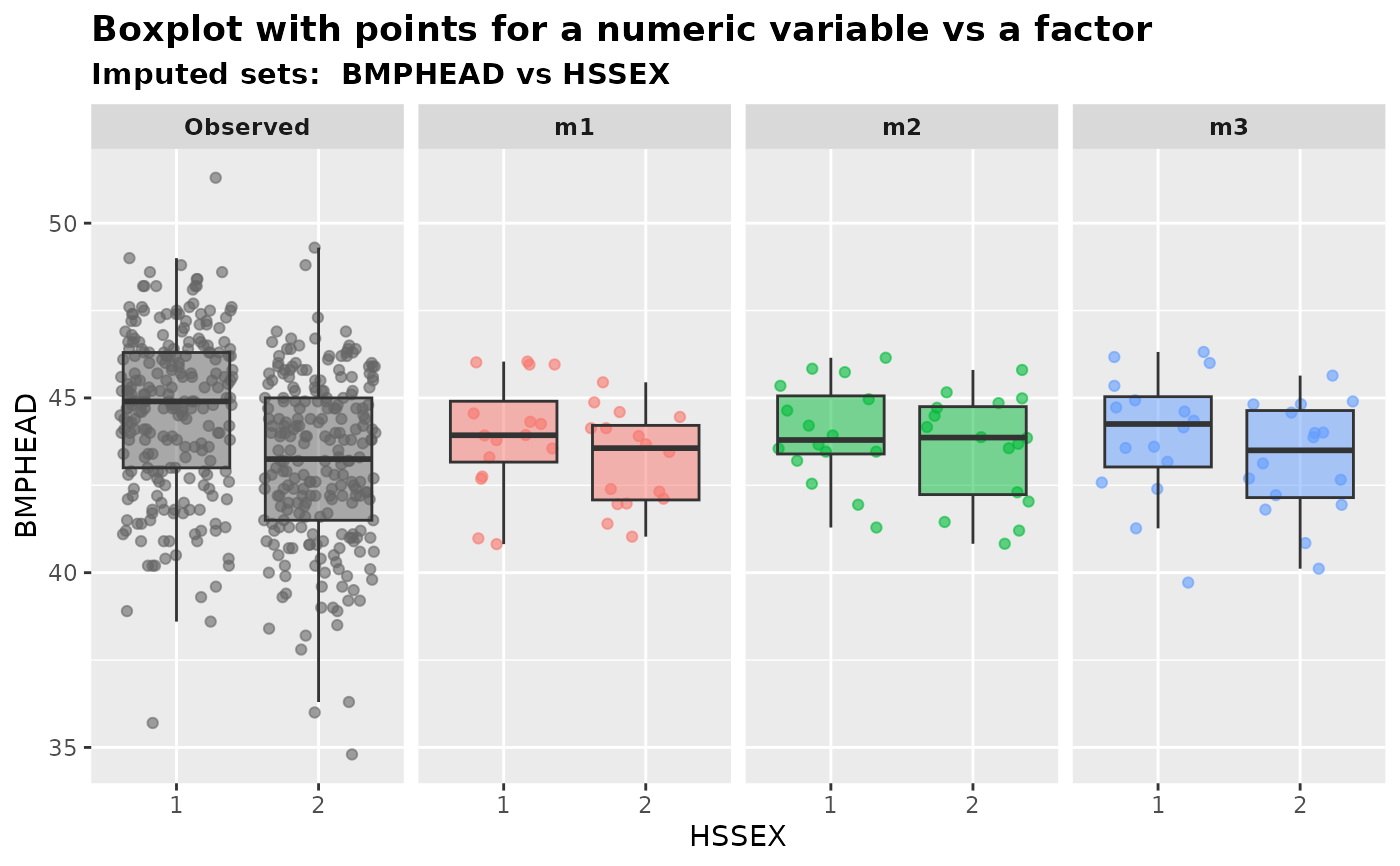 Boxplot with points for a numeric variable vs a factor
Imputed sets:  BMPHEAD vs HSSEX
Observed m1 m2 m3
50
45
40
35
BMPHEAD
1 2 1 2 1 2 1 2
HSSEX